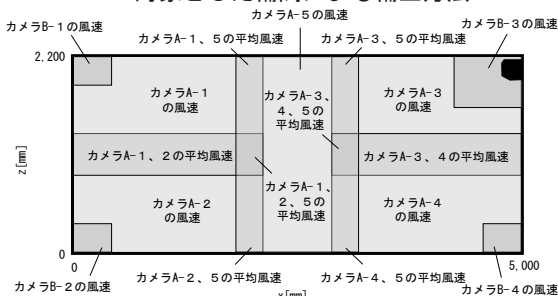 カメラA-5の風速
カメラB-1の風速
カメラA-1、5の平均風速
カメラA-3、5の平均風速
カメラB-3の風速
2,200
カメラA-1
の風速
カメラA-3、
4、5の
平均風速
カメラA-3
の風速
z[mm]
カメラA-1、2の平均風速
カメラA-3、4の平均風速
カメラA-2
の風速
カメラA-1、
2、5の
平均風速
カメラA-4
の風速
0
0
5,000
カメラB-2の風速
カメラA-2、5の平均風速
カメラA-4、5の平均風速
カメラB-4の風速